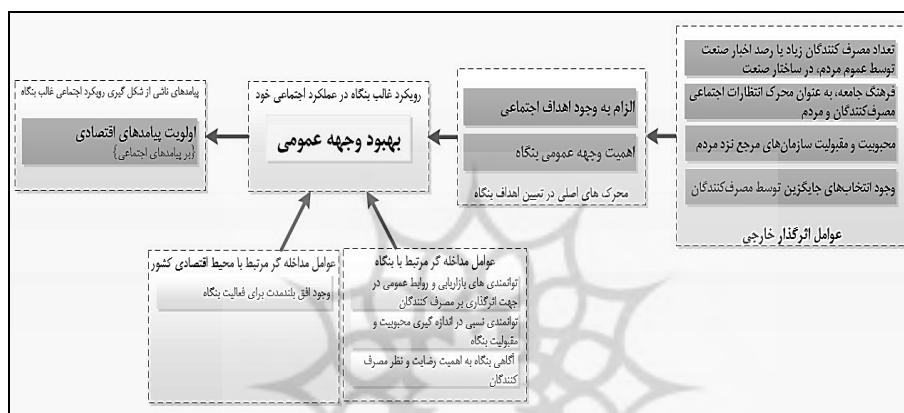 تعداد مصرف کنندگان زیاد یا رصد اخبار صنعت
توسط عموم مردم، در ساختار صنعت
فرهنگ جامعه، به عنوان محرک انتظارات اجتماعی
مصرف‌کنندگان و مردم
محبوبیت و مقبولیت سازمان‌های مرجع نزد مردم
وجود انتخاب‌های جایگزین توسط مصرف‌کنندگان
عوامل اثرگذار خارجی
الزام به وجود اهداف اجتماعی
اهمیت وجهه عمومی بنگاه
محرک های اصلی در تعیین اهداف بنگاه
رویکرد غالب بنگاه در عملکرد اجتماعی خود
بهبود وجهه عمومی
پیامدهای ناشی از شکل گیری رویکرد اجتماعی غالب بنگاه
اولویت پیامدهای اقتصادی
{بر پیامدهای اجتماعی}
عوامل مداخله گر مرتبط با بنگاه
توانمندی های بازاریابی و روابط عمومی در
جهت اثرگذاری بر مصرف کنندگان
توانمندی نسبی در اندازه گیری محبوبیت و
مقبولیت بنگاه
آگاهی بنگاه به اهمیت رضایت و نظر مصرف
کنندگان
عوامل مداخله گر مرتبط با محیط اقتصادی کشور
وجود افق بلندمدت برای فعالیت بنگاه